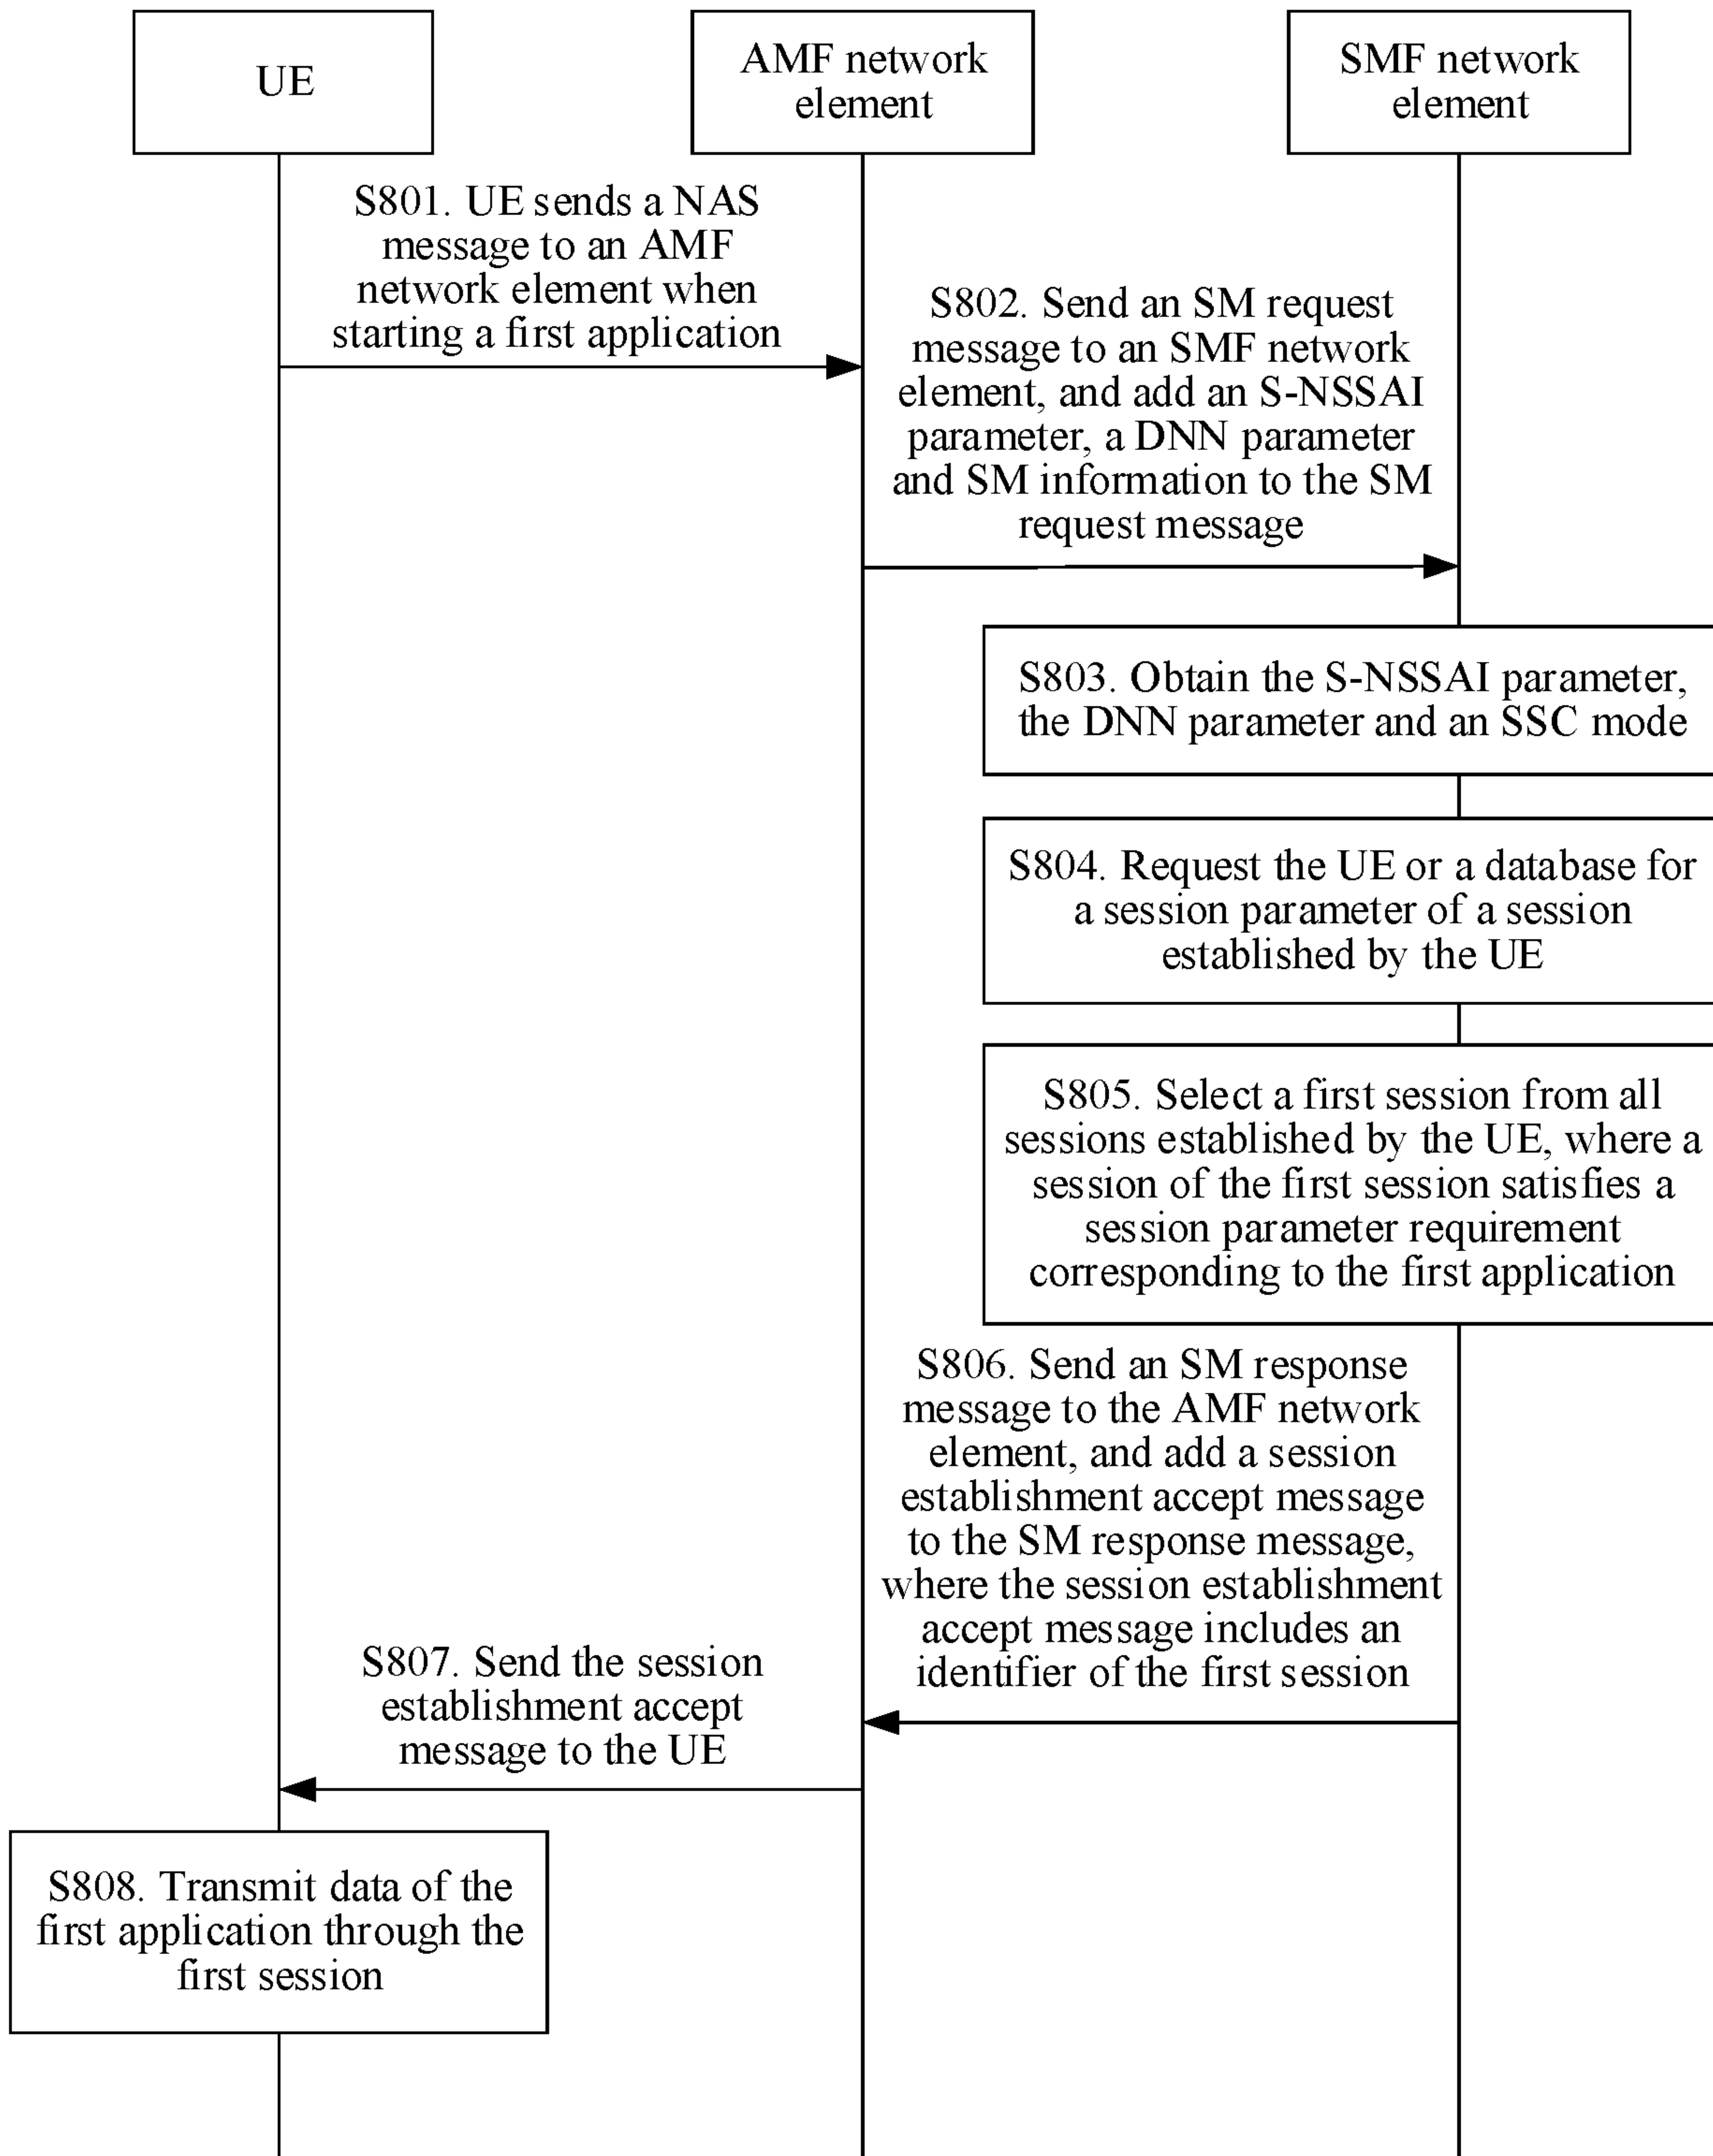 UE
AMF network
element
SMF network
element
S801. UE sends a NAS
message to an AMF
network element when
starting a first application
S802. Send an SM request
message to an SMF network
element, and add an S-NSSAI
parameter, a DNN parameter
and SM information to the SM
request message
S803. Obtain the S-NSSAI parameter,
the DNN parameter and an SSC mode
S804. Request the UE or a database for
a session parameter of a session
established by the UE
S805. Select a first session from all
sessions established by the UE, where a
session of the first session satisfies a
session parameter requirement
corresponding to the first application
S806. Send an SM response
message to the AMF network
element, and add a session
establishment accept message
to the SM response message,
where the session establishment
accept message includes an
identifier of the first session
S807. Send the session
establishment accept
message to the UE
S808. Transmit data of the
first application through the
first session